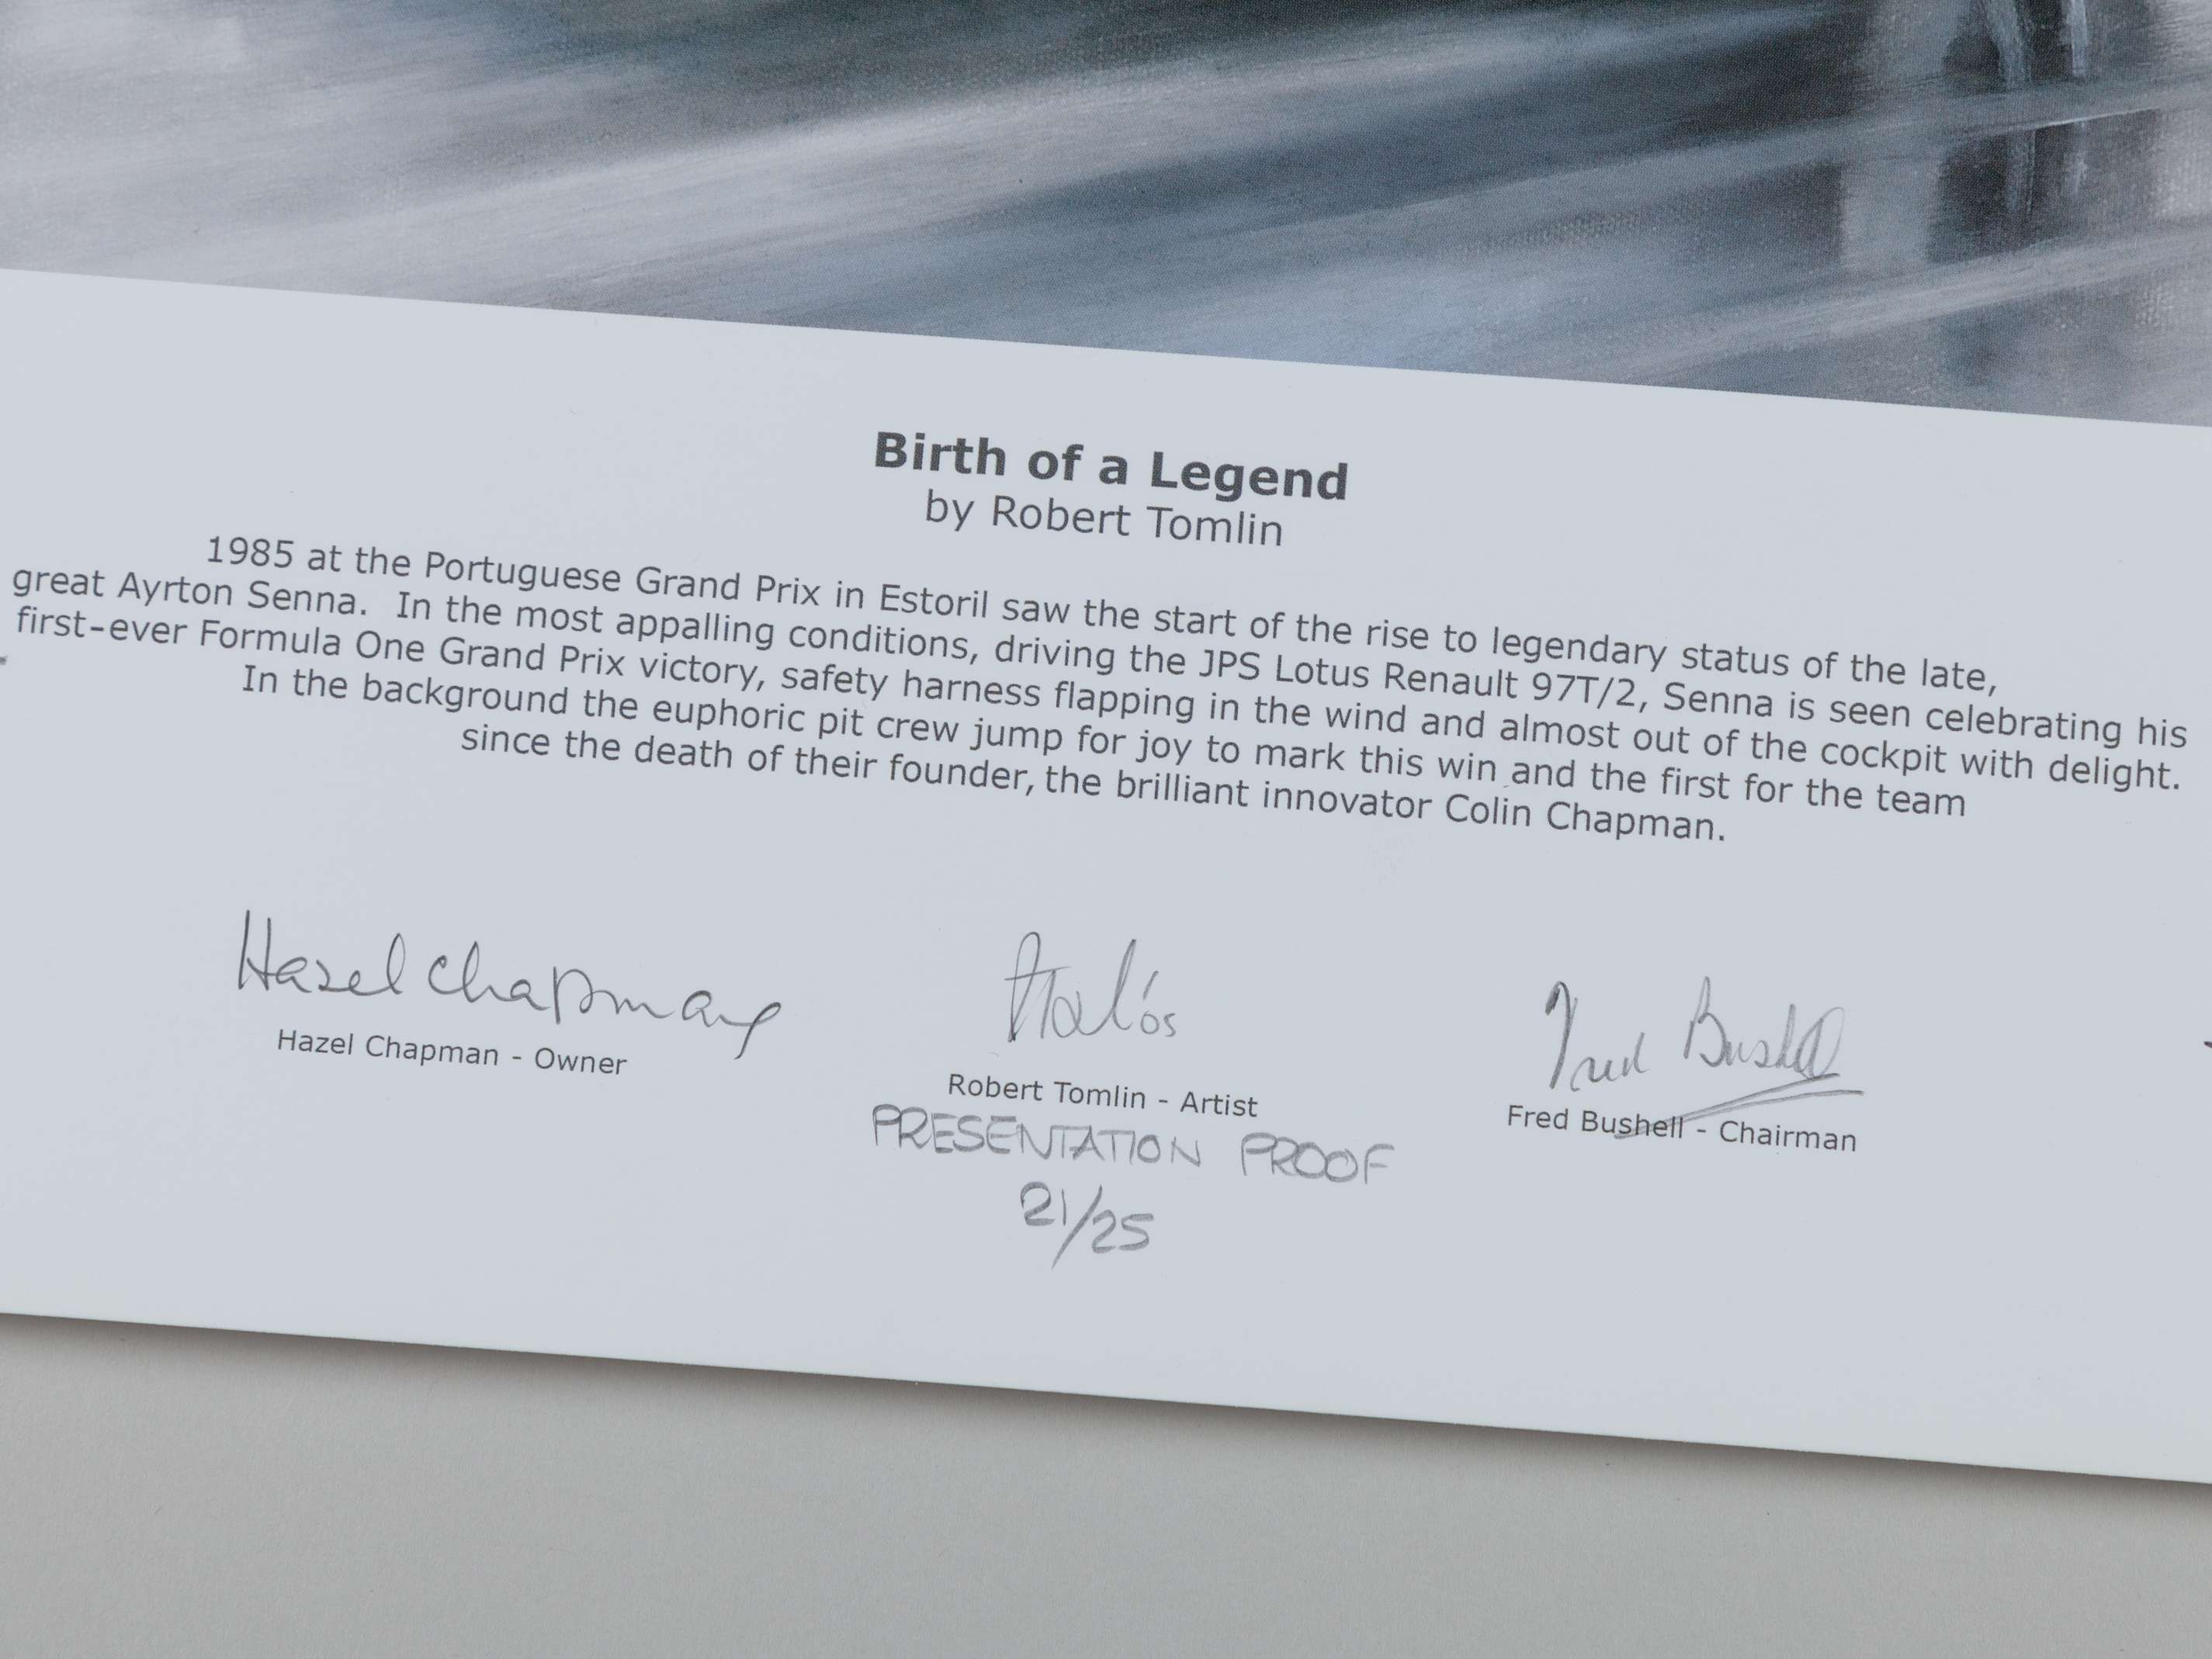 Birth of a Legend
by Robert Tomlin
1985 at the Portuguese Grand Prix in Estoril saw the start of the rise to legendary status of the late,
great Ayrton Senna. In the most appalling conditions, driving the JPS Lotus Renault 97T/2, Senna is seen celebrating his
first-ever Formula One Grand Prix victory, safety harness flapping in the wind and almost out of the cockpit with delight.
In the background the euphoric pit crew jump for joy to mark this win and the first for the team
since the death of their founder, the brilliant innovator Colin Chapman.
Hazel Chapman
Fred Bushell
Hazel Chapman - Owner
Robert Tomlin - Artist
Fred Bushell - Chairman
PRESENTATION PROOF
21/25